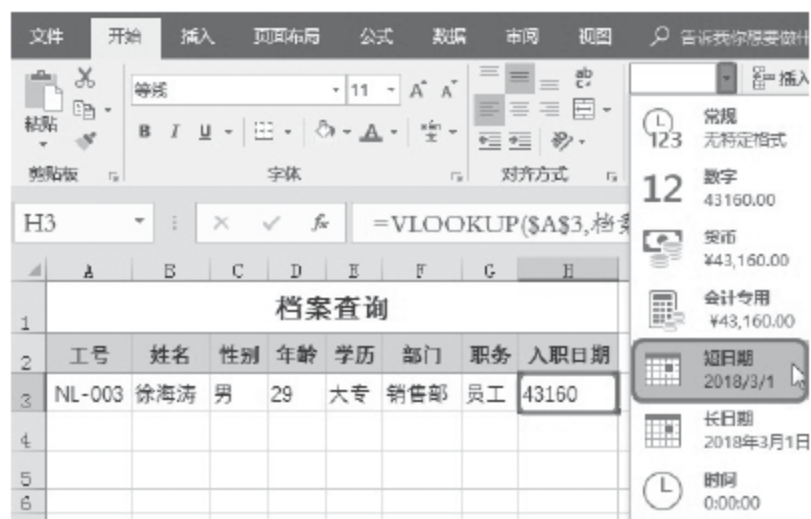 文件 开始 插入 页面布局 公式 数据 审阅 视图 告诉我你想要做什
等线 11 A A
插入
粘贴
B I U A
剪贴板 字体 对齐方式
常规
123 无特定格式
12 数字
43160.00
货币
¥43,160.00
会计专用
¥43,160.00
短日期
2018/3/1
长日期
2018年3月1日
时间
0:00:00
H3 fx =VLOOKUP($A$3,档案
A B C D E F G H
1 档案查询
2 工号 姓名 性别 年龄 学历 部门 职务 入职日期
3 NL-003 徐海涛 男 29 大专 销售部 员工 43160
4
5
6